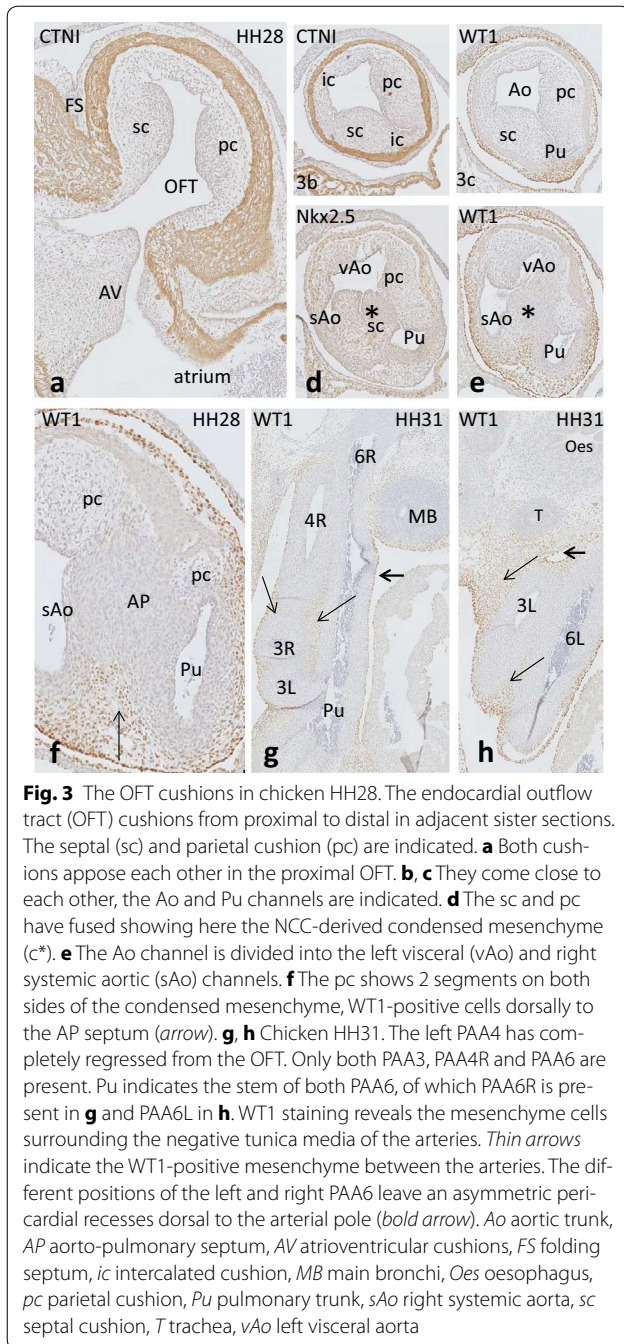 CTNI HH28
FS
sc
pc
OFT
AV
atrium
a
CTNI
ic
pc
sc
ic
3b
WT1
Ao
pc
sc
Pu
3c
Nkx2.5
vAo
pc
sAo
*
sc
Pu
d
WT1
vAo
sAo
*
Pu
e
WT1 HH28
pc
pc
sAo
AP
Pu
f
WT1 HH31
6R
4R
MB
3R
3L
Pu
g
WT1 HH31
Oes
T
3L
6L
h
Fig. 3 The OFT cushions in chicken HH28. The endocardial outflow
tract (OFT) cushions from proximal to distal in adjacent sister sections.
The septal (sc) and parietal cushion (pc) are indicated. a Both cush-
ions appose each other in the proximal OFT. b, c They come close to
each other, the Ao and Pu channels are indicated. d The sc and pc
have fused showing here the NCC-derived condensed mesenchyme
(c*). e The Ao channel is divided into the left visceral (vAo) and right
systemic aortic (sAo) channels. f The pc shows 2 segments on both
sides of the condensed mesenchyme, WT1-positive cells dorsally to
the AP septum (arrow). g, h Chicken HH31. The left PAA4 has com-
pletely regressed from the OFT. Only both PAA3, PAA4R and PAA6 are
present. Pu indicates the stem of both PAA6, of which PAA6R is pre-
sent in g and PAA6L in h. WT1 staining reveals the mesenchyme cells
surrounding the negative tunica media of the arteries. Thin arrows
indicate the WT1-positive mesenchyme between the arteries. The dif-
ferent positions of the left and right PAA6 leave an asymmetric peri-
cardial recesses dorsal to the arterial pole (bold arrow). Ao aortic trunk,
AP aorto-pulmonary septum, AV atrioventricular cushions, FS folding
septum, ic intercalated cushion, MB main bronchi, Oes oesophagus,
pc parietal cushion, Pu pulmonary trunk, sAo right systemic aorta, sc
septal cushion, T trachea, vAo left visceral aorta